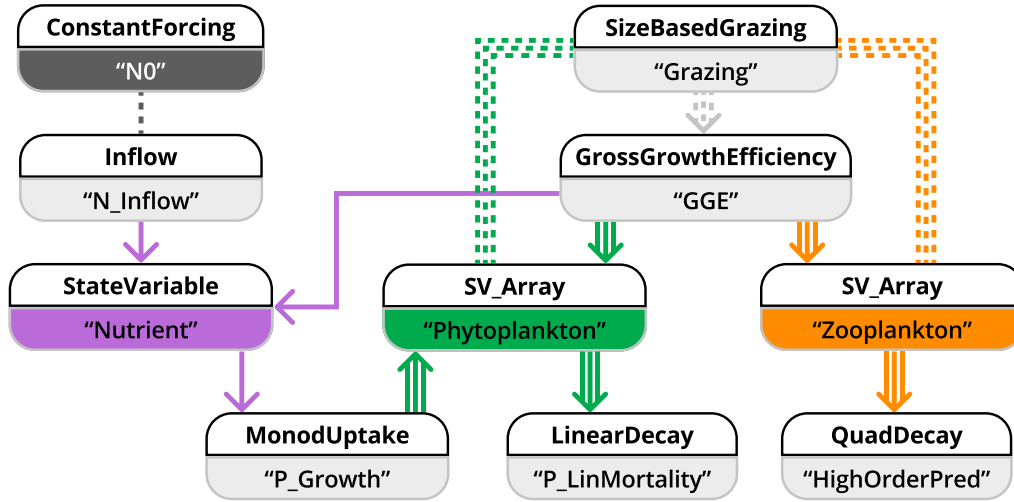 ConstantForcing
“N0”
SizeBasedGrazing
“Grazing”
Inflow
“N_Inflow”
GrossGrowthEfficiency
“GGE”
StateVariable
“Nutrient”
SV_Array
“Phytoplankton”
SV_Array
“Zooplankton”
MonodUptake
“P_Growth”
LinearDecay
“P_LinMortality”
QuadDecay
“HighOrderPred”